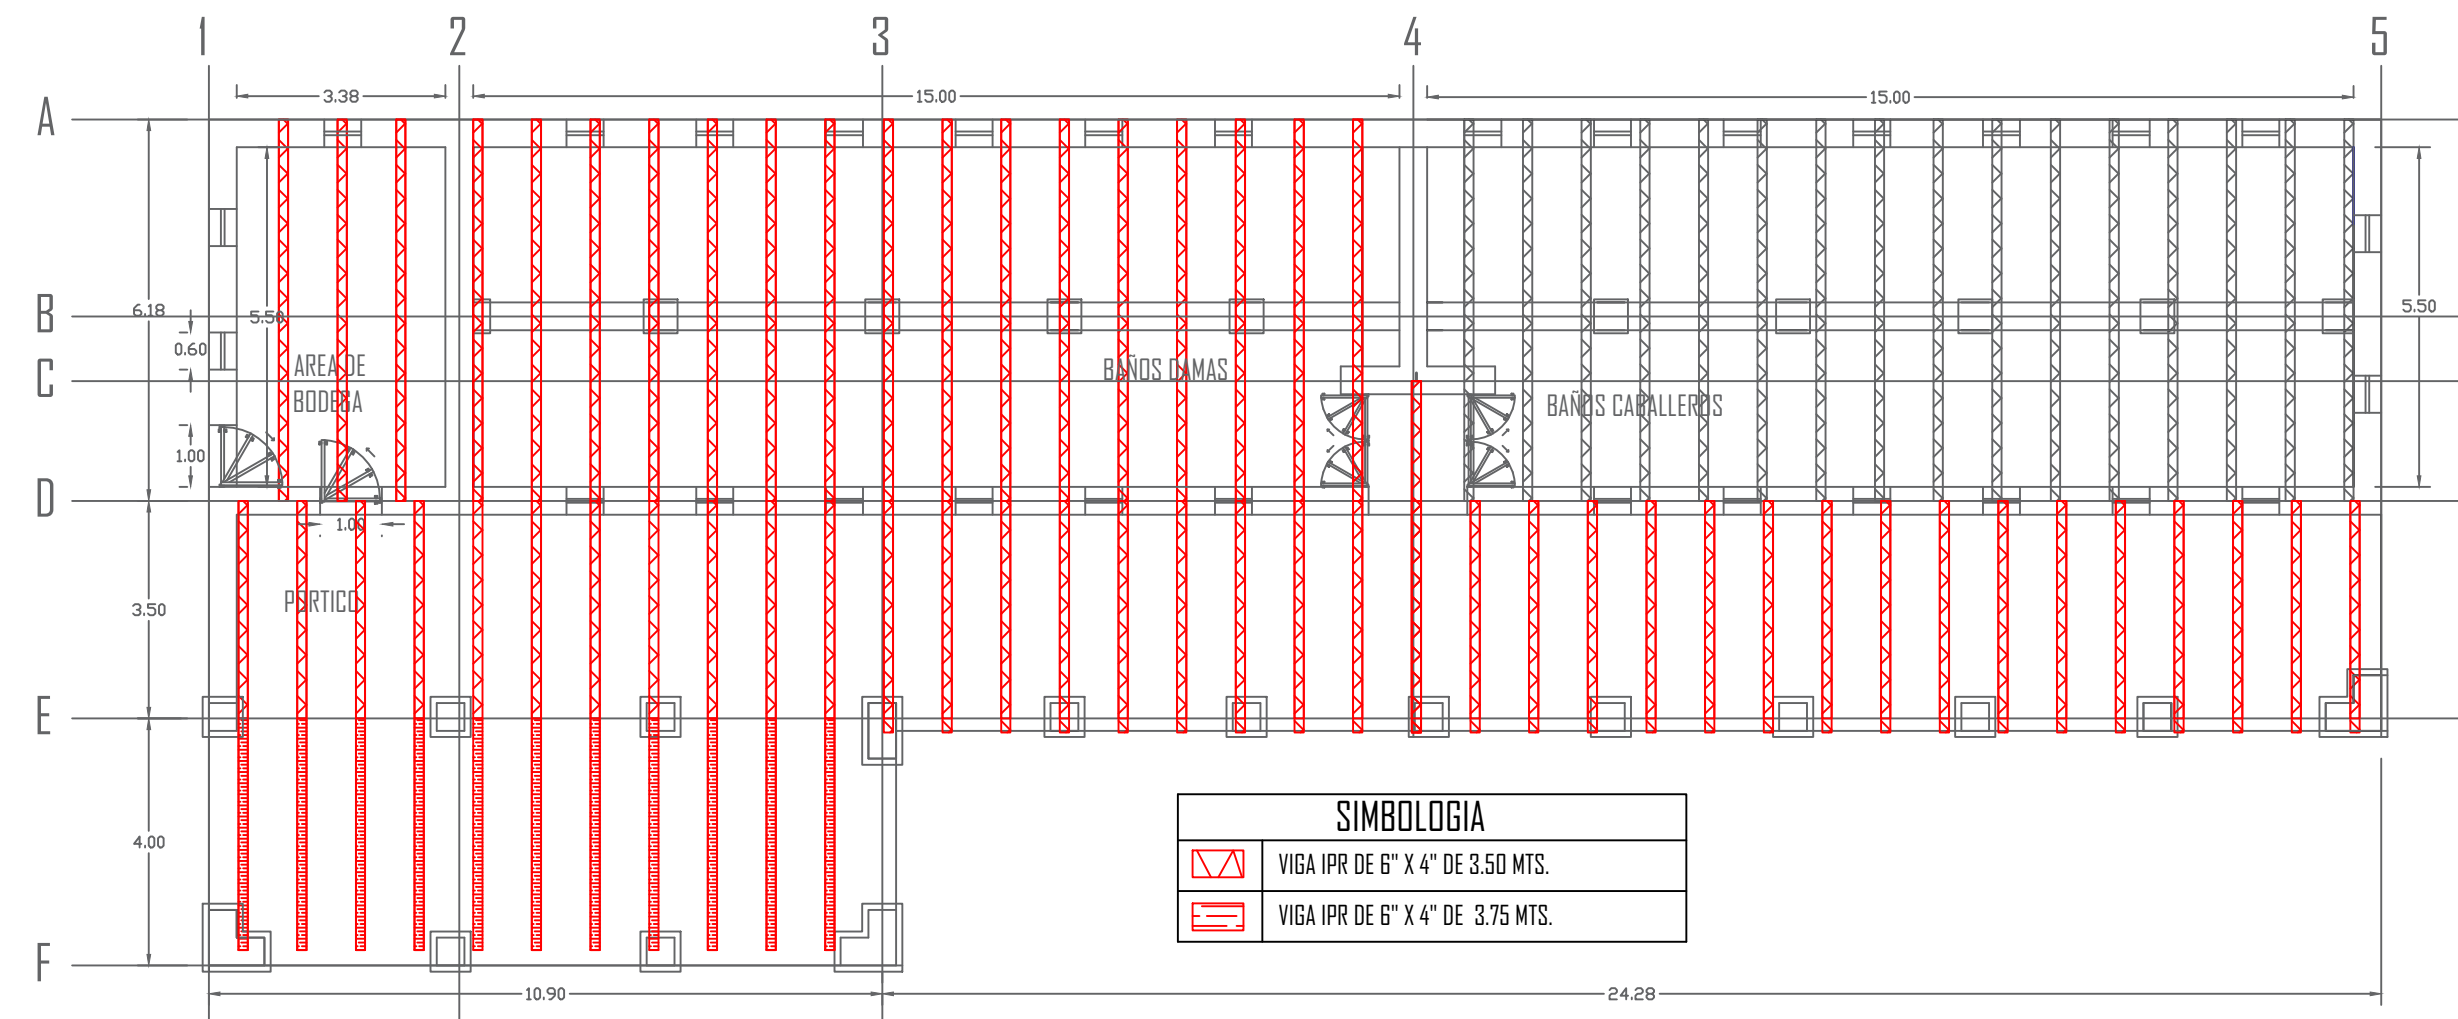 1 2 3 4 5
3.38 15.00 15.00
A
B
C
D
E
F
6.18
5.50
5.50
0.60
AREA DE
BODEGA
BAÑOS DAMAS
BAÑOS CABALLEROS
1.00
1.00
3.50
PORTICO
4.00
SIMBOLOGIA
VIGA IPR DE 6" X 4" DE 3.50 MTS.
VIGA IPR DE 6" X 4" DE 3.75 MTS.
10.90 24.28